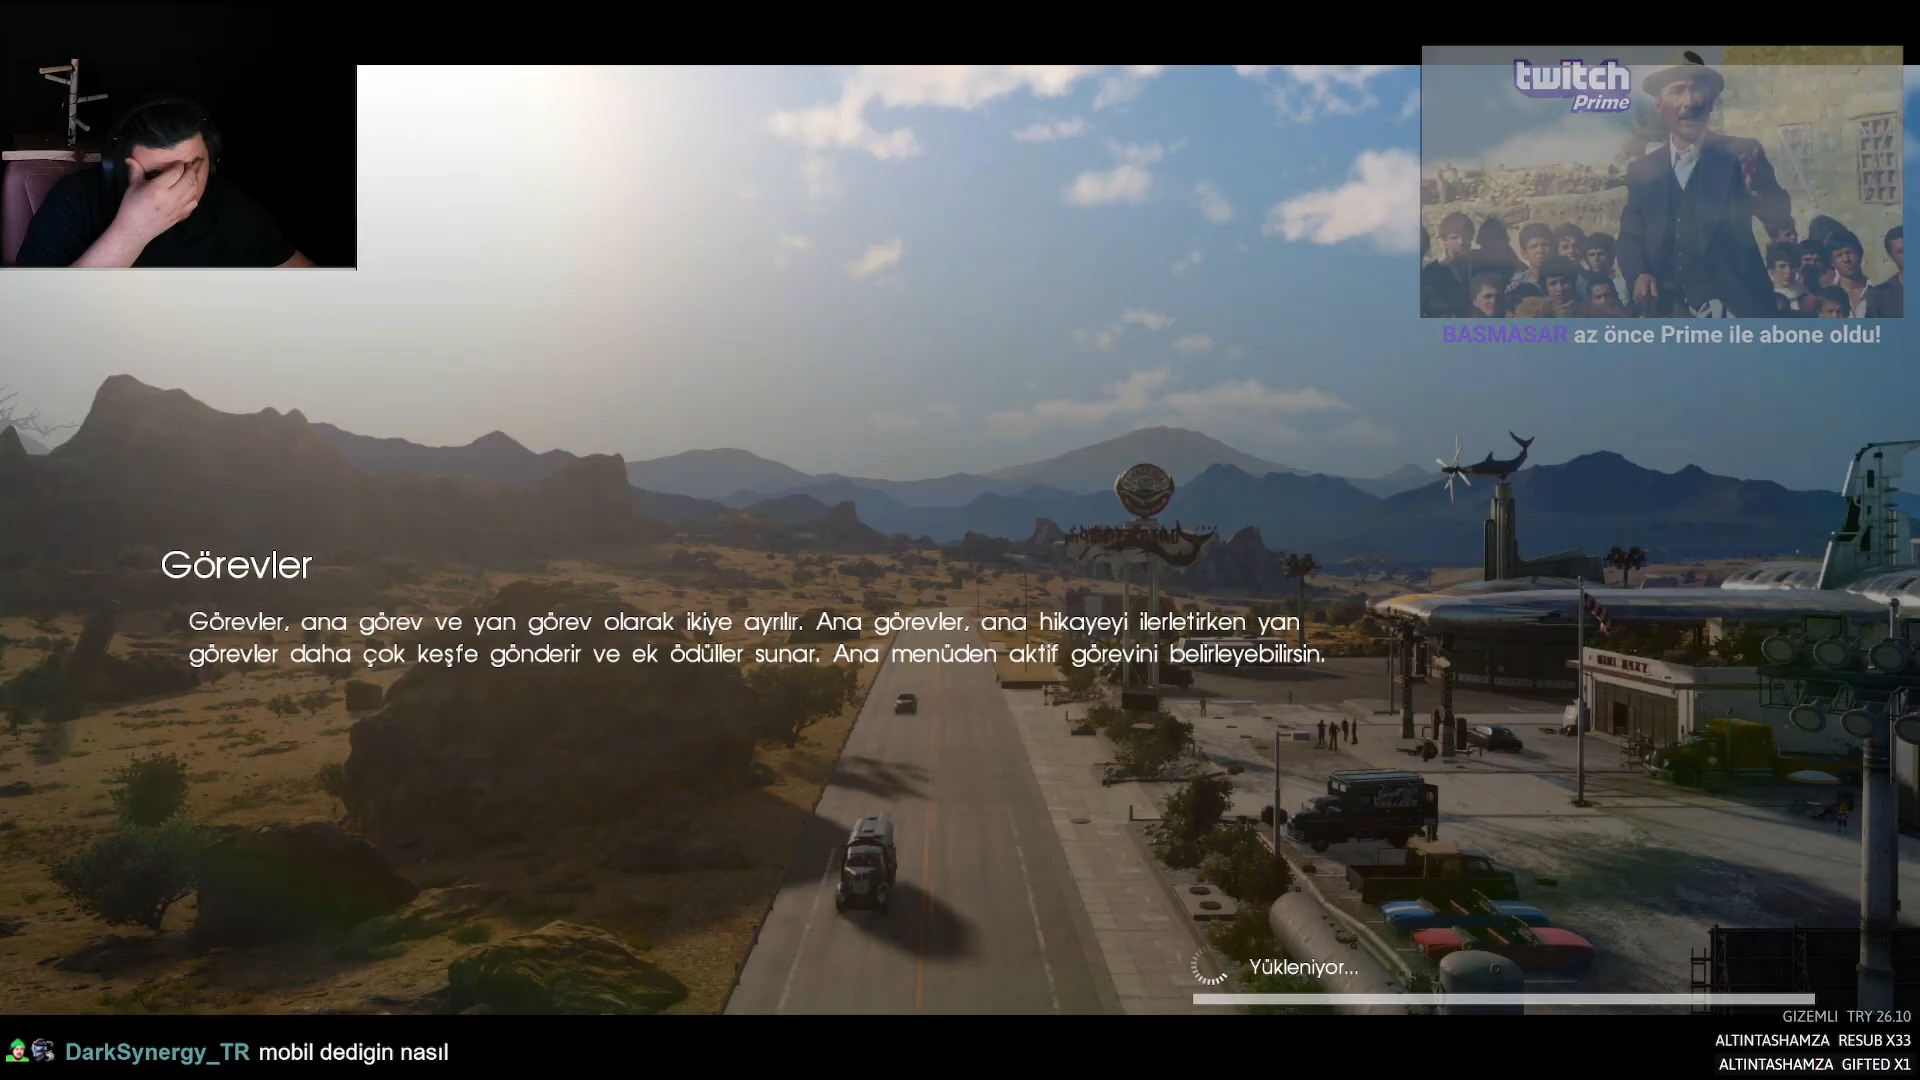 twitch
Prime
BASMASAR az önce Prime ile abone oldu!
Görevler
Görevler, ana görev ve yan görev olarak ikiye ayrılır. Ana görevler, ana hikayeyi ilerletirken yan
görevler daha çok keşfe gönderir ve ek ödüller sunar. Ana menüden aktif görevini belirleyebilirsin.
Yükleniyor...
GIZEMLI TRY 26.10
ALTINTASHAMZA RESUB X33
ALTINTASHAMZA GIFTED X1
DarkSynergy_TR mobil dedigin nasıl